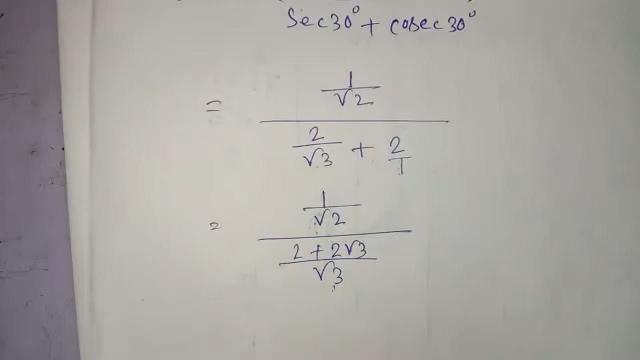 Sec30° + cosec30°
= 1/√2
2/√3 + 2/1
= 1/√2
2+2√3
√3